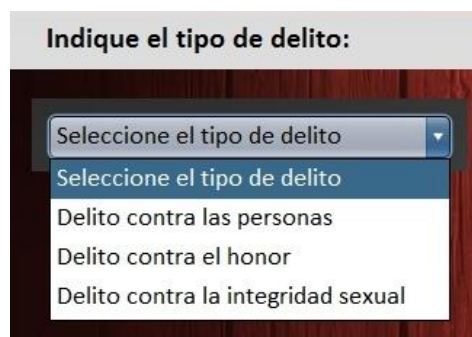 Indique el tipo de delito:
Seleccione el tipo de delito
Seleccione el tipo de delito
Delito contra las personas
Delito contra el honor
Delito contra la integridad sexual